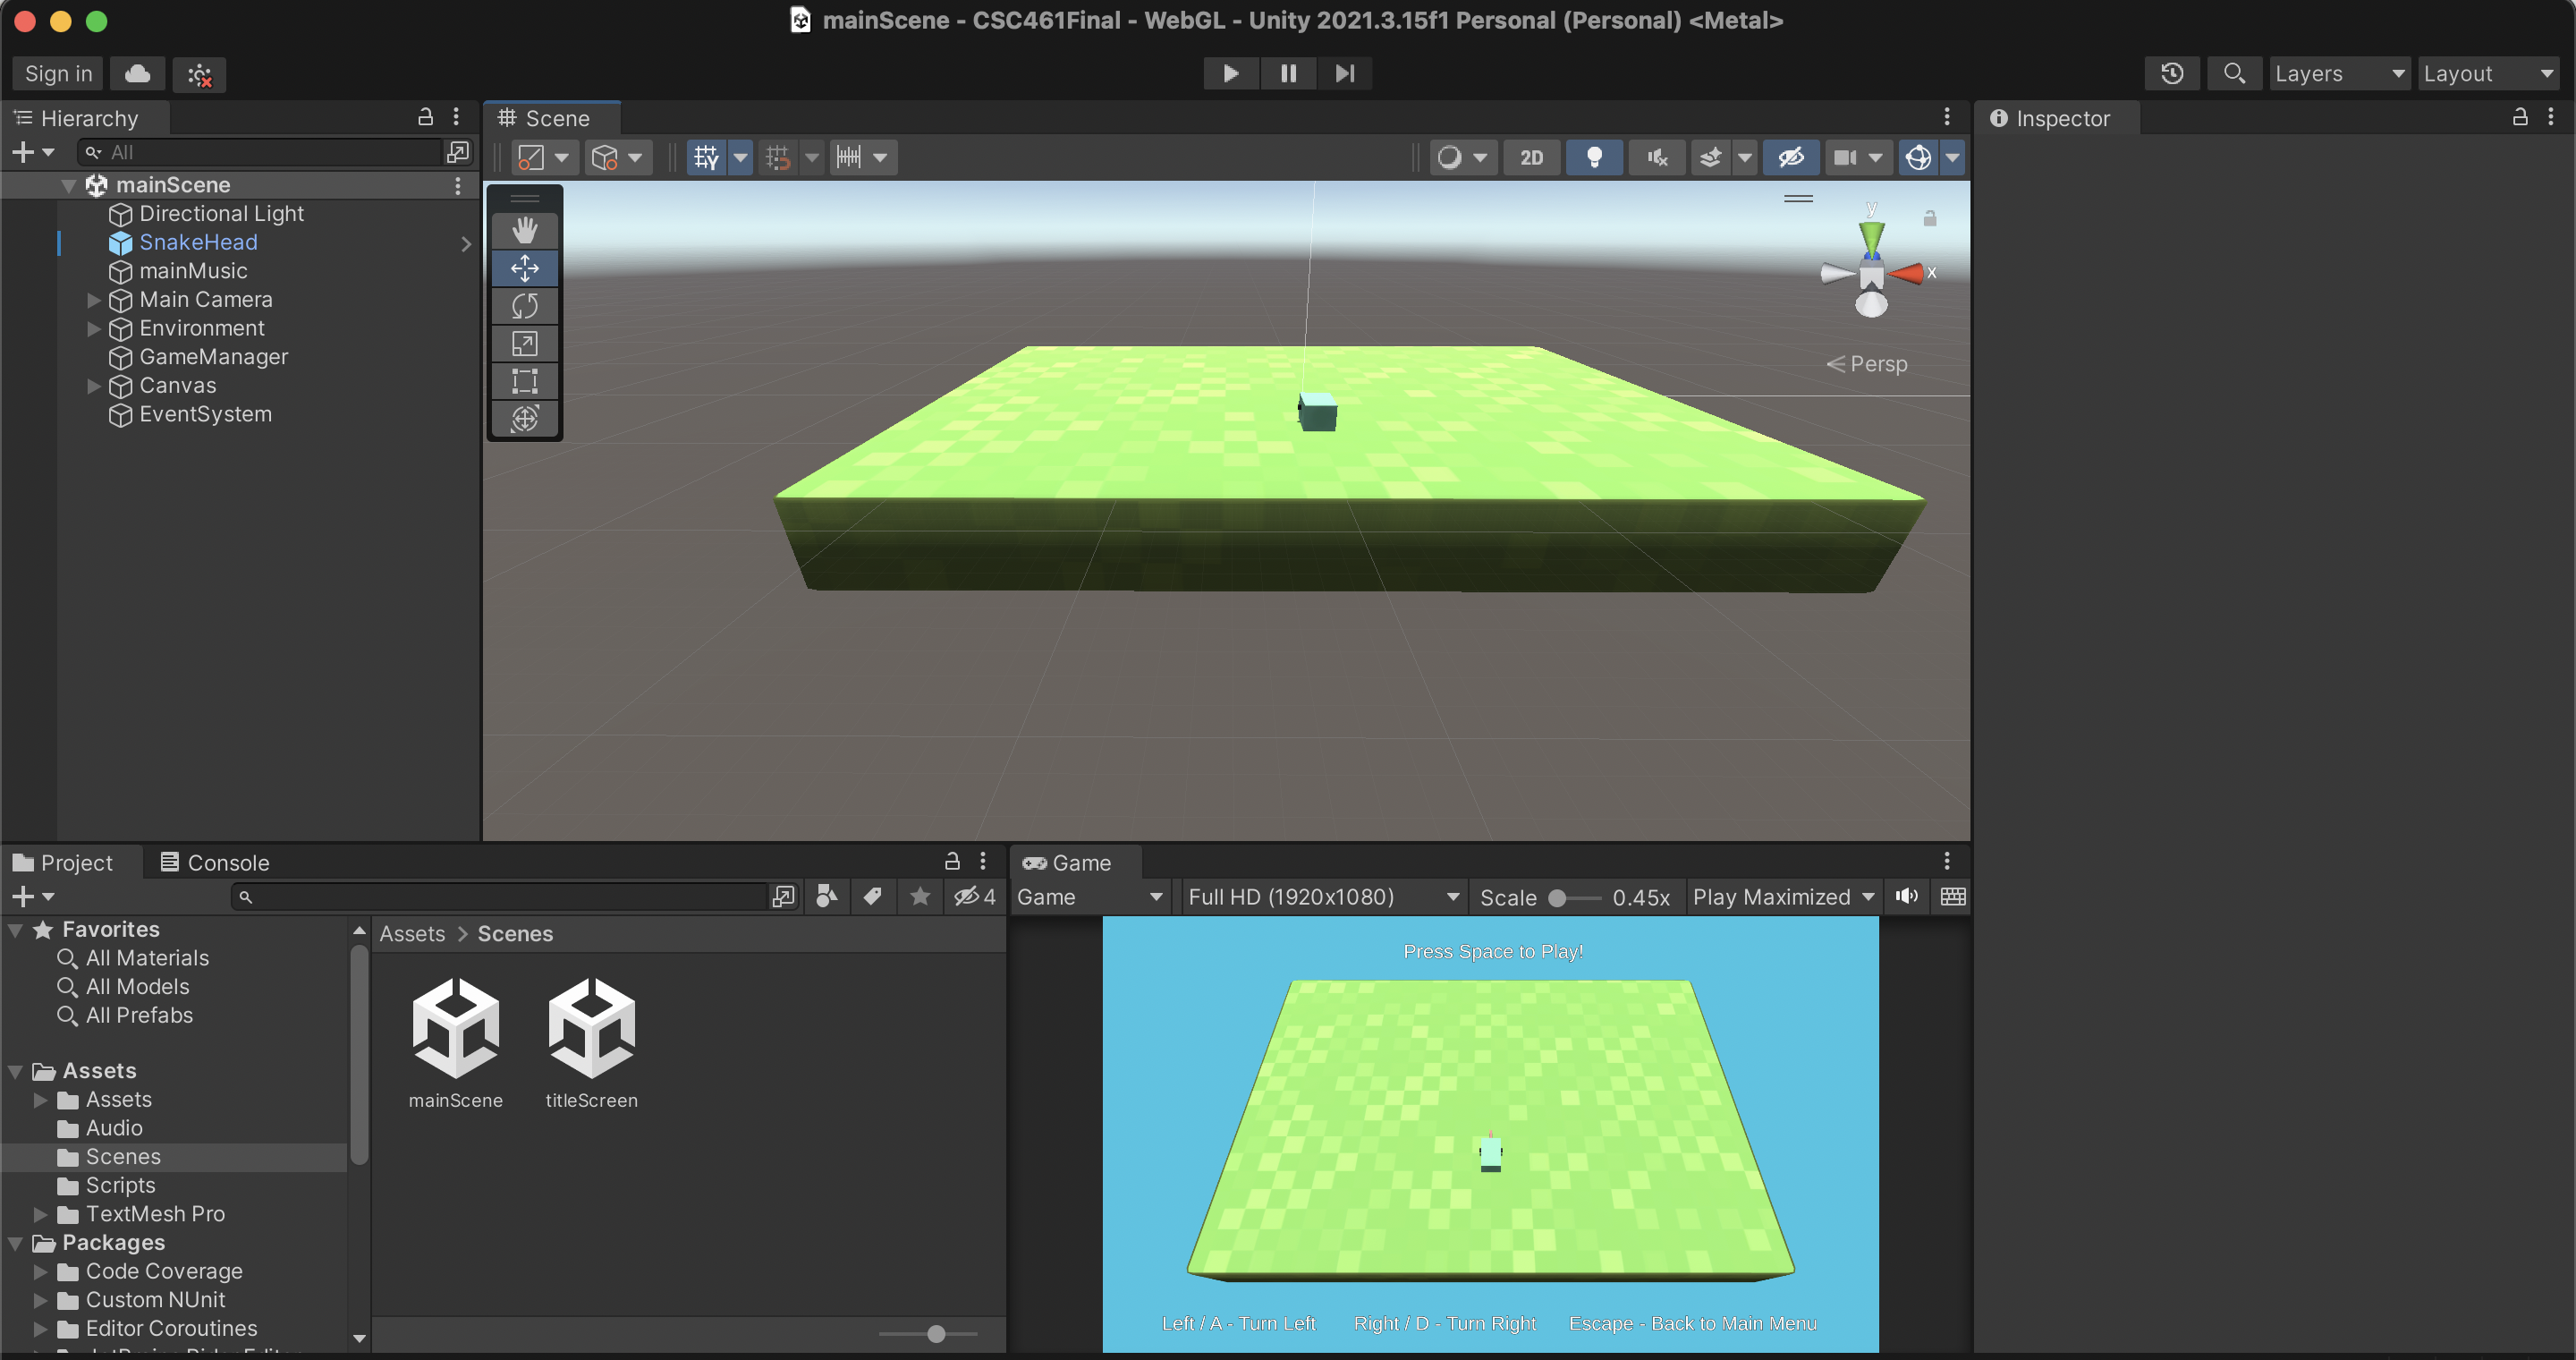 mainScene - CSC461Final - WebGL - Unity 2021.3.15f1 Personal (Personal) <Metal>
Sign in
Layers
Layout
Hierarchy
All
mainScene
Directional Light
SnakeHead
mainMusic
Main Camera
Environment
GameManager
Canvas
EventSystem
Scene
2D
y
x
Persp
Inspector
Project
Console
4
Favorites
All Materials
All Models
All Prefabs
Assets
Assets
Audio
Scenes
Scripts
TextMesh Pro
Packages
Code Coverage
Custom NUnit
Editor Coroutines
Assets > Scenes
mainScene
titleScreen
Game
Game
Full HD (1920x1080)
Scale
0.45x
Play Maximized
Press Space to Play!
Left / A - Turn Left
Right / D - Turn Right
Escape - Back to Main Menu